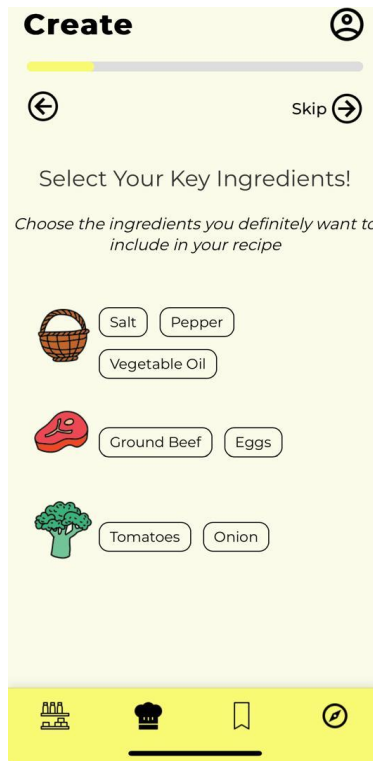 Create
Skip
Select Your Key Ingredients!
Choose the ingredients you definitely want to
include in your recipe
Salt Pepper
Vegetable Oil
Ground Beef Eggs
Tomatoes Onion